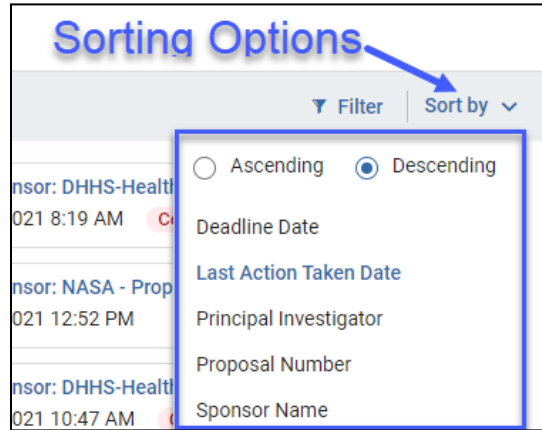 Sorting Options
Filter Sort by
Ascending Descending
nsor: DHHS-Health
021 8:19 AM
Deadline Date
Last Action Taken Date
nsor: NASA - Prop
021 12:52 PM
Principal Investigator
Proposal Number
nsor: DHHS-Health
021 10:47 AM
Sponsor Name